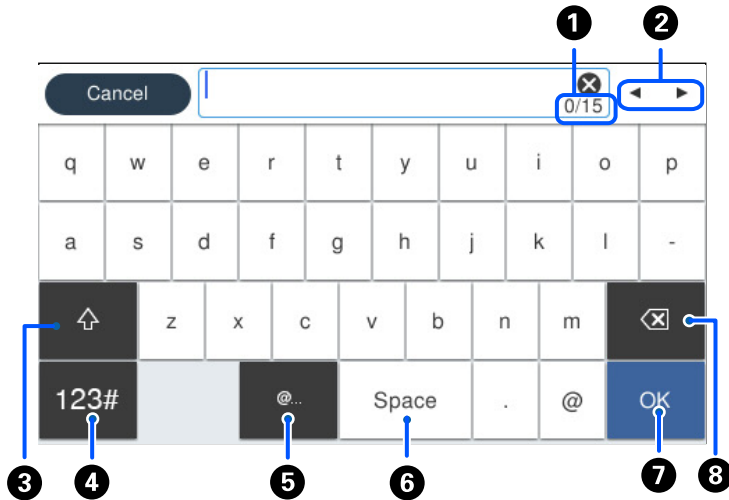 1 2
Cancel
0/15
q w e r t y u i o p
a s d f g h j k l -
z x c v b n m
123# @... Space . @ OK
3 4 5 6 7 8